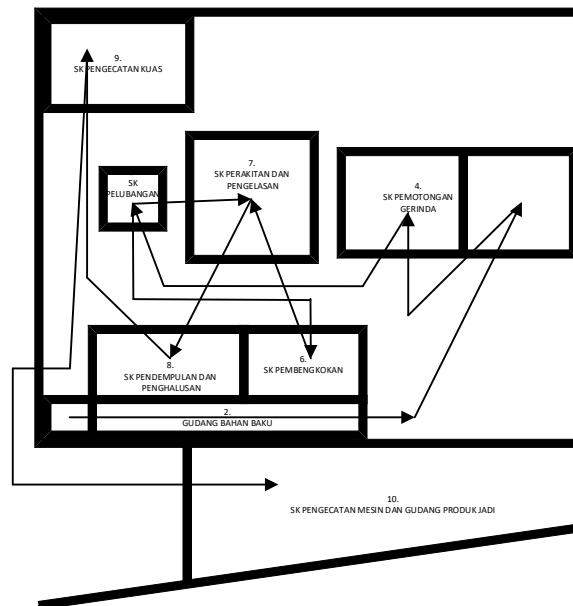 9.
SK PENGECATAN KUAS
7.
SK PERAKITAN DAN
PENGELASAN
SK
PELUBANGAN
4.
SK PEMOTONGAN
GERINDA
8.
SK PENDEMPULAN DAN
PENGHALUSAN
6.
SK PEMBENGKOKAN
2.
GUDANG BAHAN BAKU
10.
SK PENGECATAN MESIN DAN GUDANG PRODUK JADI